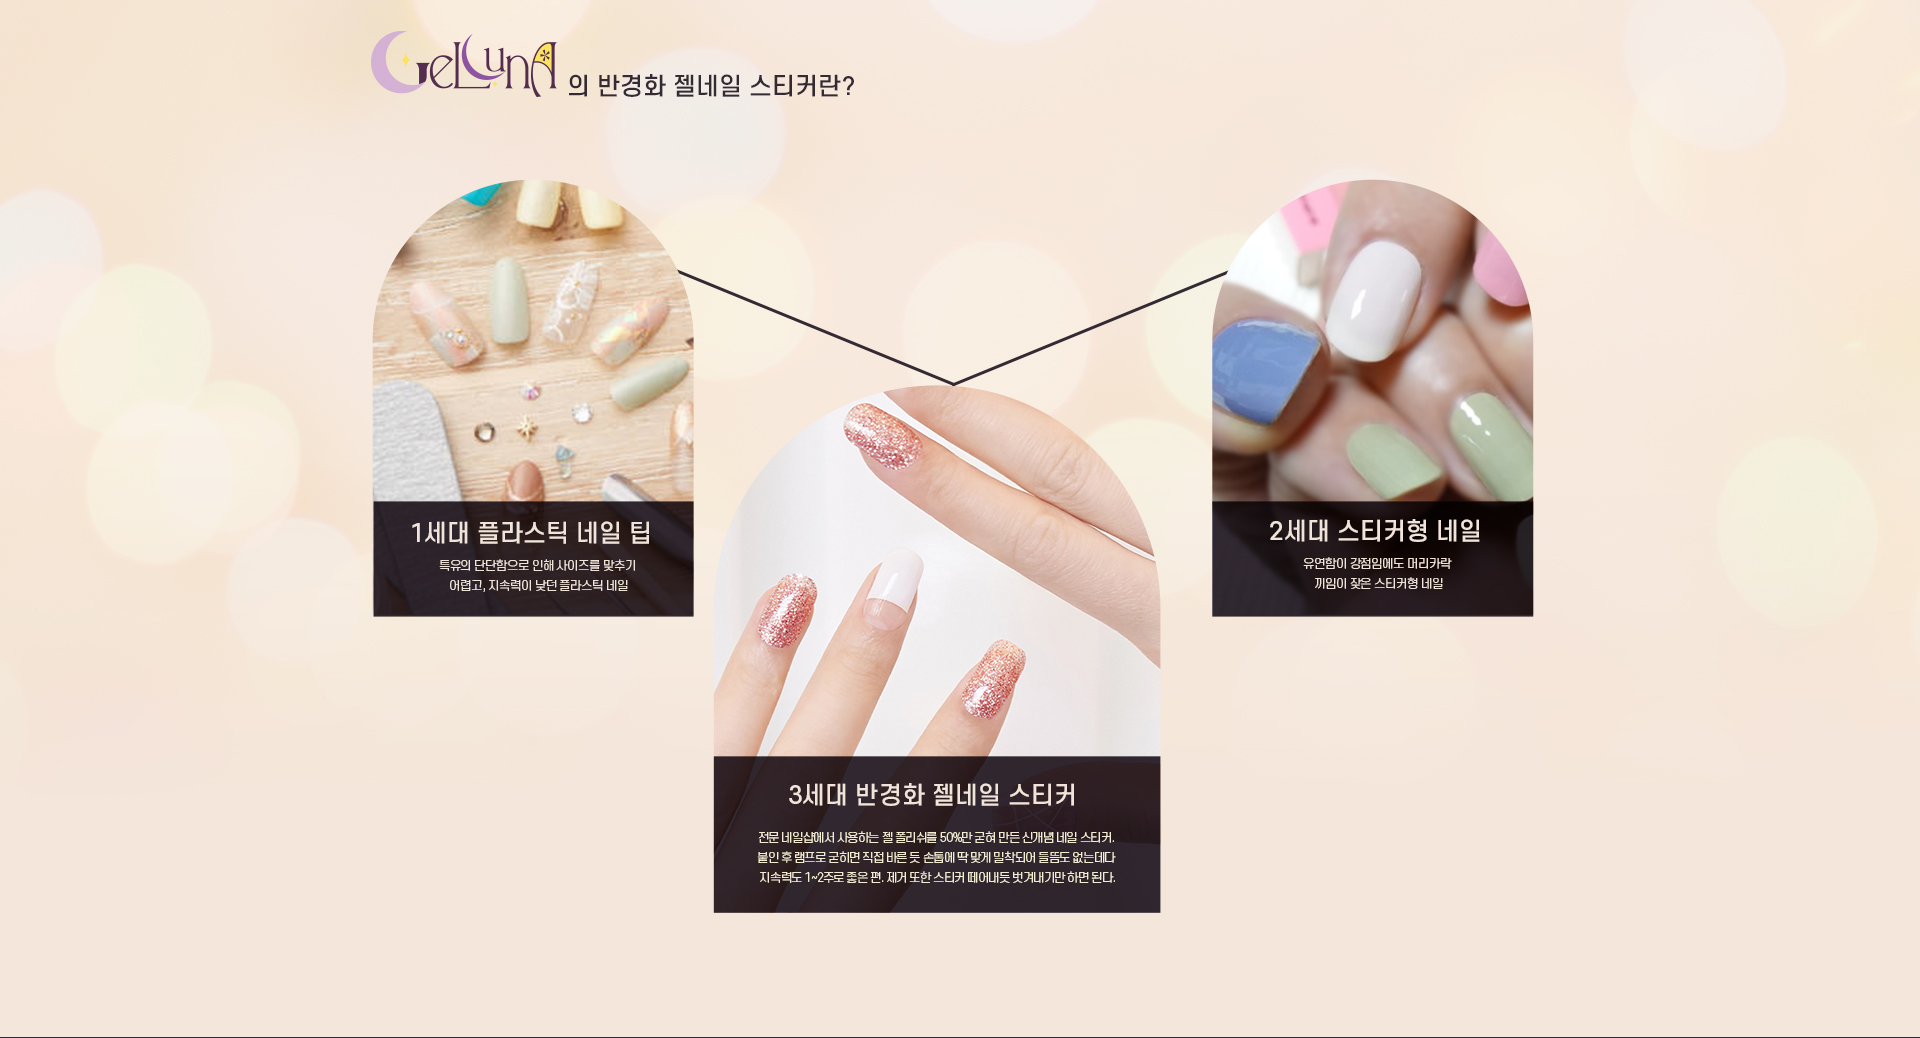 GelLuna 의 반경화 젤네일 스티커란?
1세대 플라스틱 네일 팁
특유의 단단함으로 인해 사이즈를 맞추기
어렵고, 지속력이 낮던 플라스틱 네일
2세대 스티커형 네일
유연함이 강점임에도 머리카락
끼임이 잦은 스티커형 네일
3세대 반경화 젤네일 스티커
전문 네일샵에서 사용하는 젤 폴리쉬를 50%만 굳혀 만든 신개념 네일 스티커.
붙인 후 램프로 굳히면 직접 바른 듯 손톱에 딱 맞게 밀착되어 들뜸도 없는데다
지속력도 1~2주로 좋은 편. 제거 또한 스티커 떼어내듯 벗겨내기만 하면 된다.